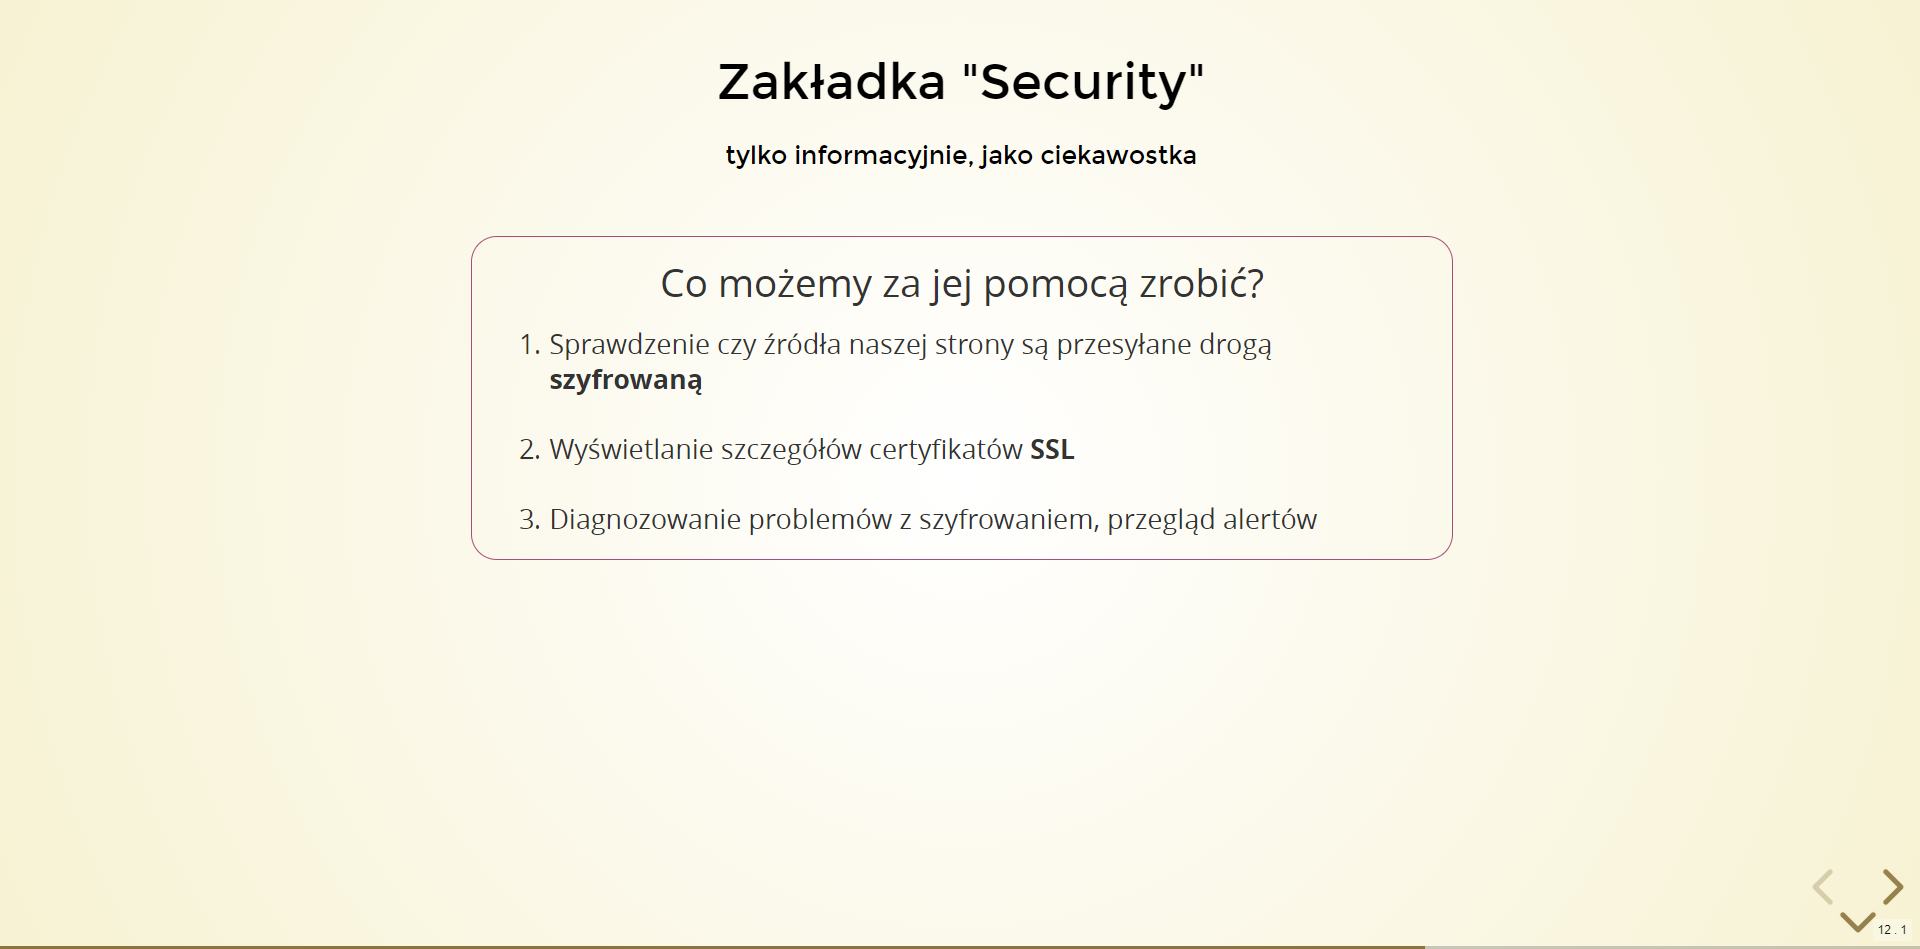 Zakładka "Security"
tylko informacyjnie, jako ciekawostka
Co możemy za jej pomocą zrobić?
1. Sprawdzenie czy źródła naszej strony są przesyłane drogą
szyfrowaną
2. Wyświetlanie szczegółów certyfikatów SSL
3. Diagnozowanie problemów z szyfrowaniem, przegląd alertów
12 . 1